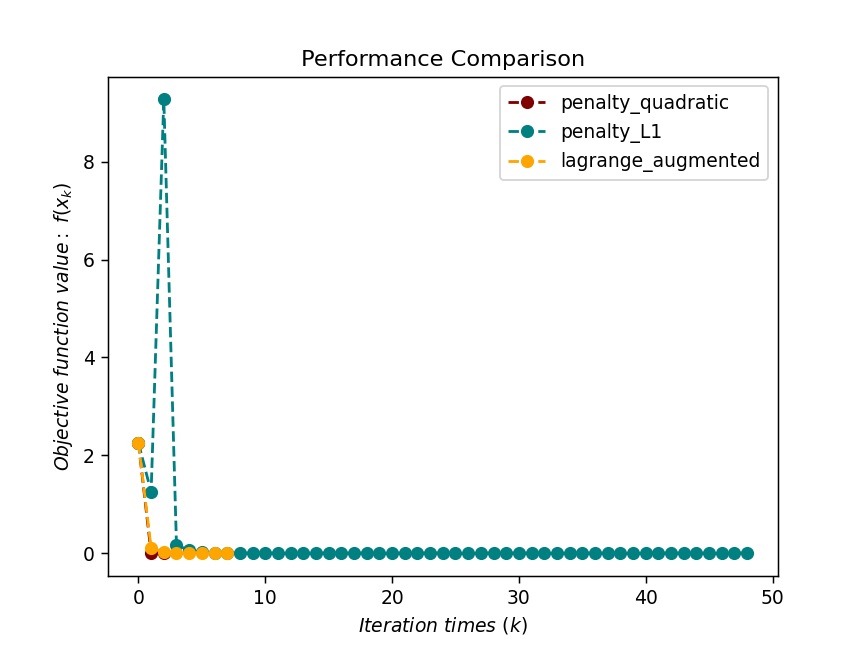 Performance Comparison
penalty_quadratic
penalty_L1
lagrange_augmented
Objective function value : f(xₖ)
8
6
4
2
0
0 10 20 30 40 50
Iteration times (k)